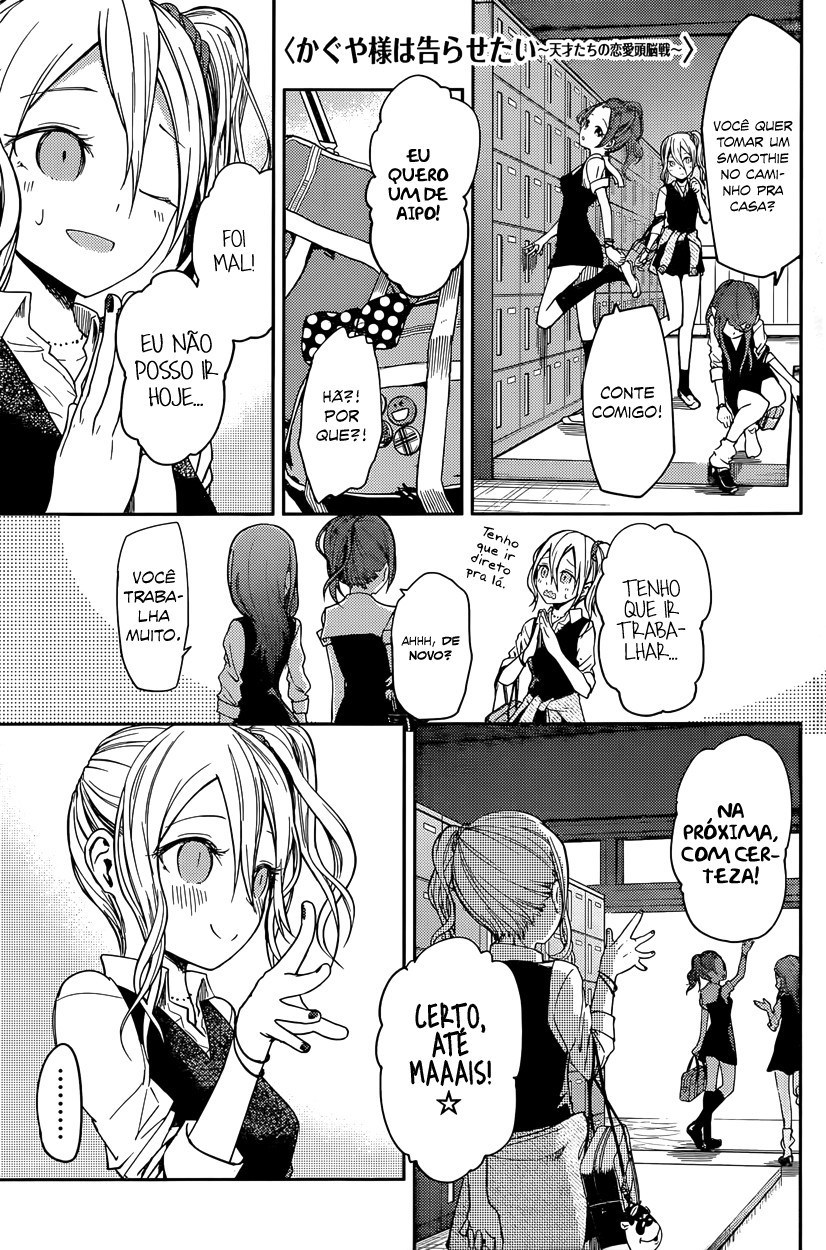 〈かぐや様は告らせたい~天才たちの恋愛頭脳戦~〉
VOCÊ QUER
TOMAR UM
SMOOTHIE
NO CAMI-
NHO PRA
CASA?
CONTE
COMIGO!
EU
QUERO
UM DE
AIPO!
HÃ?!
POR
QUE?!
FOI
MAL!
EU NÃO
POSSO IR
HOJE...
TENHO
QUE IR
TRABA-
LHAR...
Tenho
que ir
direto
pra lá.
AHHH, DE
NOVO?
VOCÊ
TRABA-
LHA
MUITO.
NA
PRÓXIMA,
COM CER-
TEZA!
CERTO,
ATÉ
MAAAIS!
☆
........